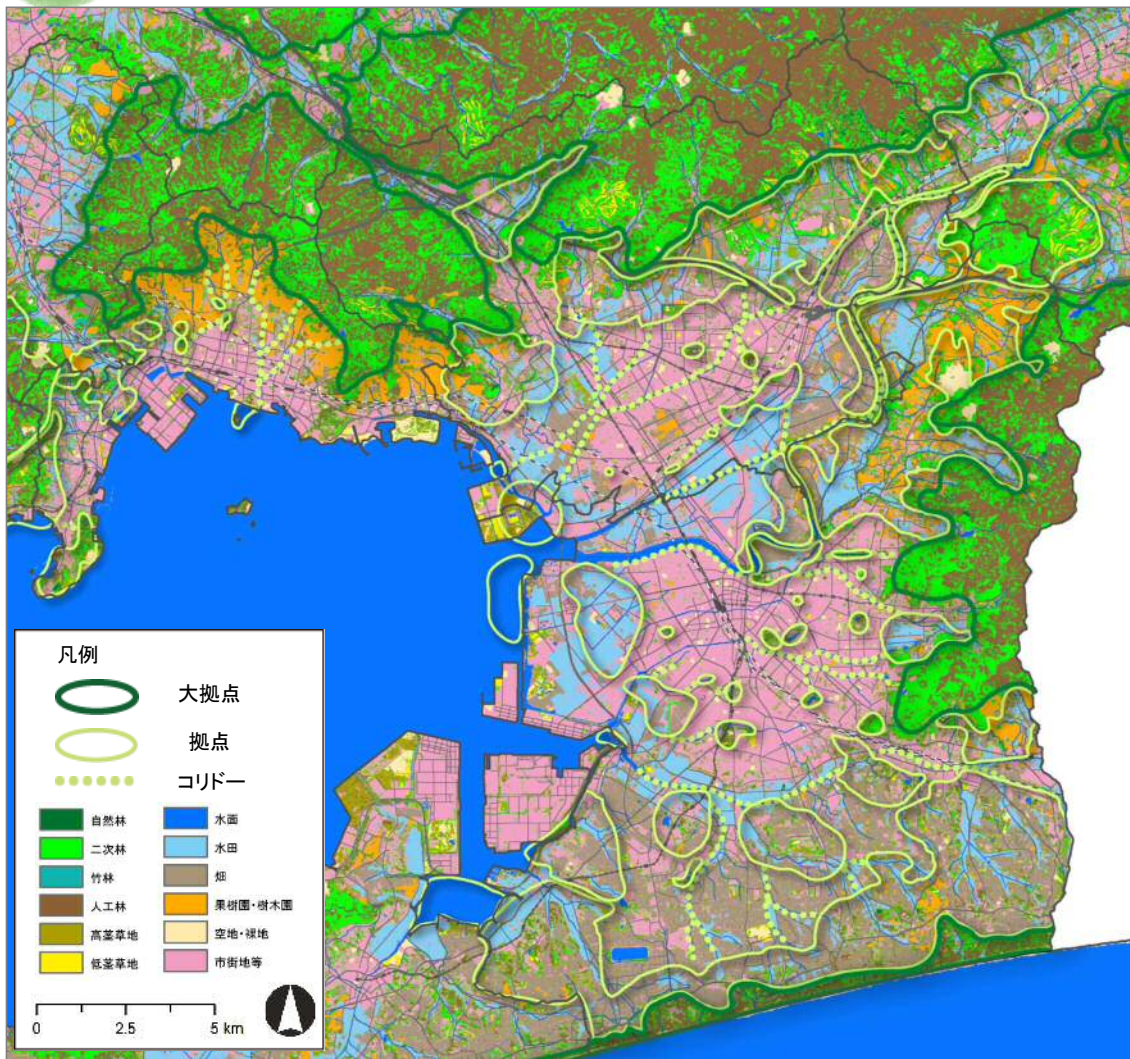 凡例
大拠点
拠点
コリドー
自然林
二次林
竹林
人工林
高茎草地
低茎草地
水面
水田
畑
果樹園・樹木園
空地・裸地
市街地等
0 2.5 5 km